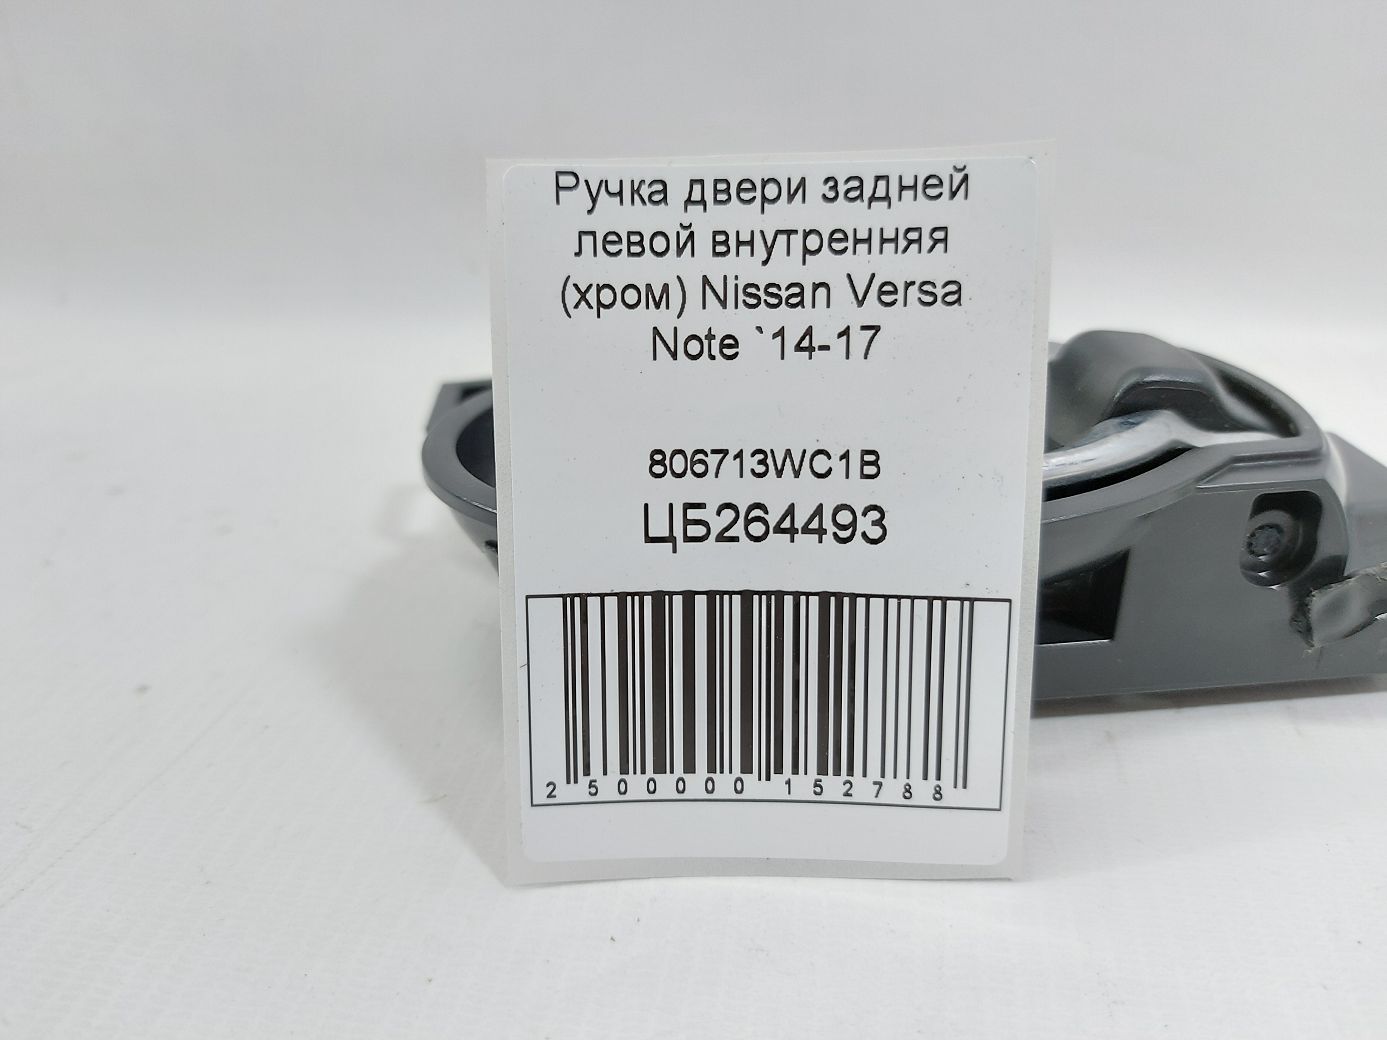 Ручка двери задней
левой внутренняя
(хром) Nissan Versa
Note `14-17
806713WC1B
ЦБ264493
2 500000 152788